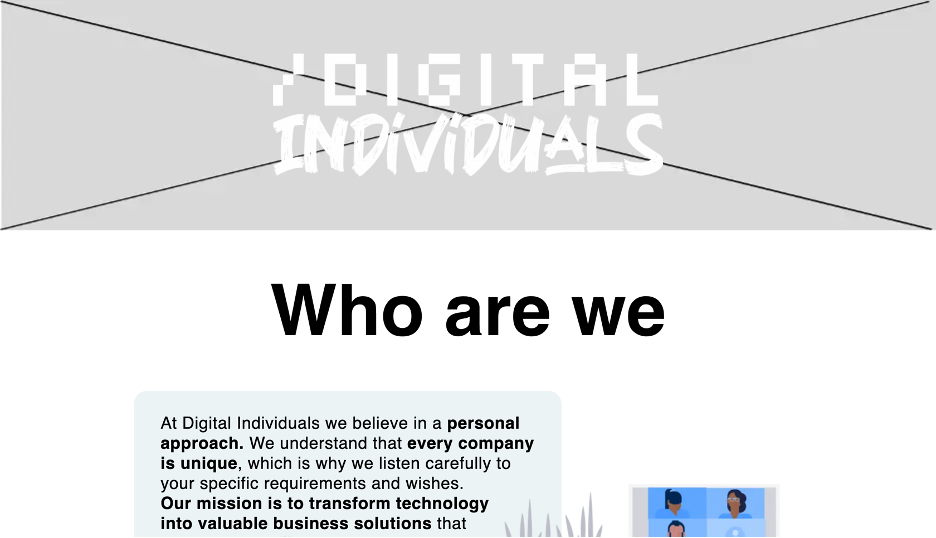 DIGITAL
INDiViDUALS
Who are we
At Digital Individuals we believe in a personal
approach. We understand that every company
is unique, which is why we listen carefully to
your specific requirements and wishes.
Our mission is to transform technology
into valuable business solutions that